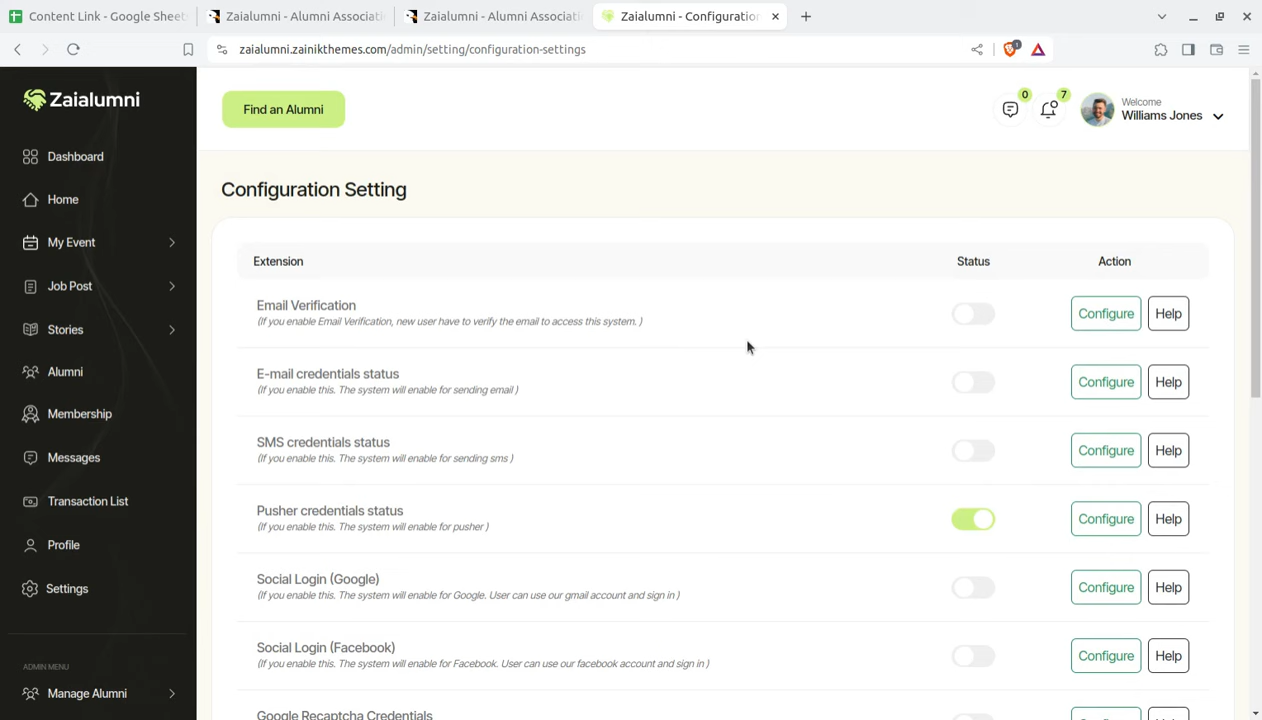 Content Link - Google Sheet
Zaialumni - Alumni Associati
Zaialumni - Alumni Associati
Zaialumni - Configuration
zaialumni.zainikthemes.com/admin/setting/configuration-settings
1
Zaialumni
Find an Alumni
0
7
Welcome
Williams Jones
Dashboard
Home
My Event
Job Post
Stories
Alumni
Membership
Messages
Transaction List
Profile
Settings
ADMIN MENU
Manage Alumni
Configuration Setting
Extension Status Action
Email Verification
(If you enable Email Verification, new user have to verify the email to access this system. )
Configure Help
E-mail credentials status
(If you enable this. The system will enable for sending email )
Configure Help
SMS credentials status
(If you enable this. The system will enable for sending sms )
Configure Help
Pusher credentials status
(If you enable this. The system will enable for pusher )
Configure Help
Social Login (Google)
(If you enable this. The system will enable for Google. User can use our gmail account and sign in )
Configure Help
Social Login (Facebook)
(If you enable this. The system will enable for Facebook. User can use our facebook account and sign in )
Configure Help
Google Recaptcha Credentials